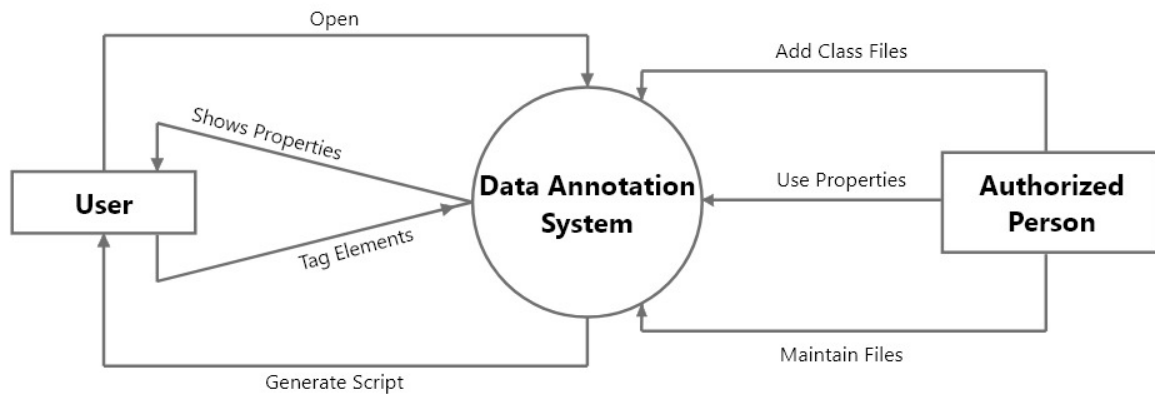 Open
Add Class Files
Shows Properties
User
Data Annotation
System
Use Properties
Authorized
Person
Tag Elements
Maintain Files
Generate Script